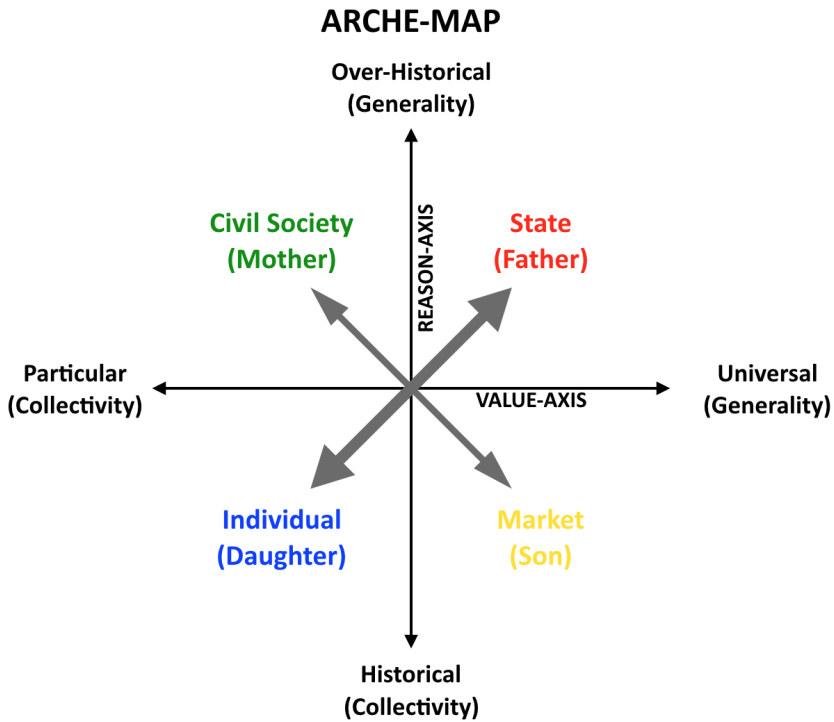 ARCHE-MAP
Over-Historical
(Generality)
REASON-AXIS
Civil Society
(Mother)
State
(Father)
Particular
(Collectivity)
VALUE-AXIS
Universal
(Generality)
Individual
(Daughter)
Market
(Son)
Historical
(Collectivity)